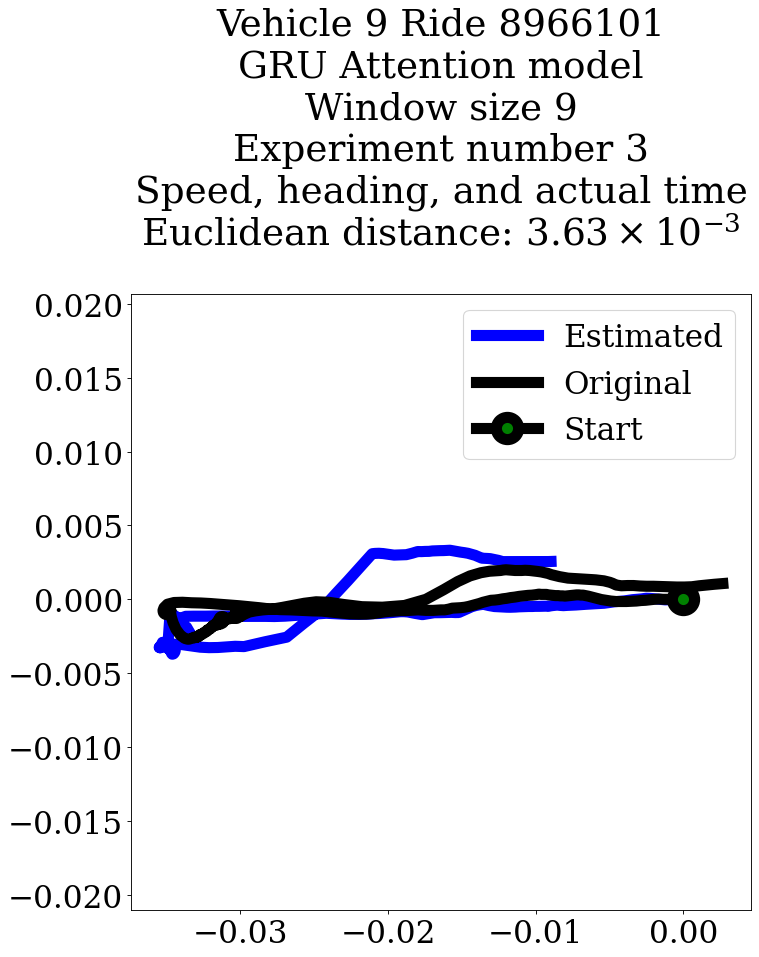 Vehicle 9 Ride 8966101
GRU Attention model
Window size 9
Experiment number 3
Speed, heading, and actual time
Euclidean distance: 3.63 × 10⁻³
0.020
0.015
0.010
0.005
0.000
−0.005
−0.010
−0.015
−0.020
Estimated
Original
Start
−0.03
−0.02
−0.01
0.00